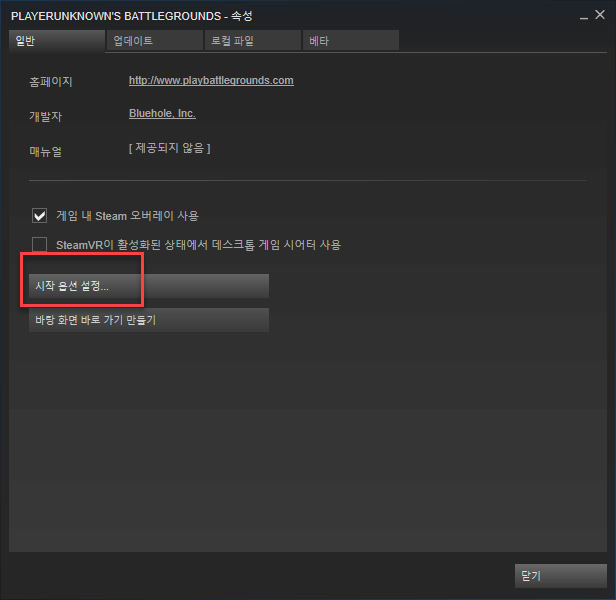 PLAYERUNKNOWN'S BATTLEGROUNDS - 속성
일반 업데이트 로컬 파일 베타
홈페이지 http://www.playbattlegrounds.com
개발자 Bluehole, Inc.
매뉴얼 [ 제공되지 않음 ]
게임 내 Steam 오버레이 사용
SteamVR이 활성화된 상태에서 데스크톱 게임 시어터 사용
시작 옵션 설정...
바탕 화면 바로 가기 만들기
닫기